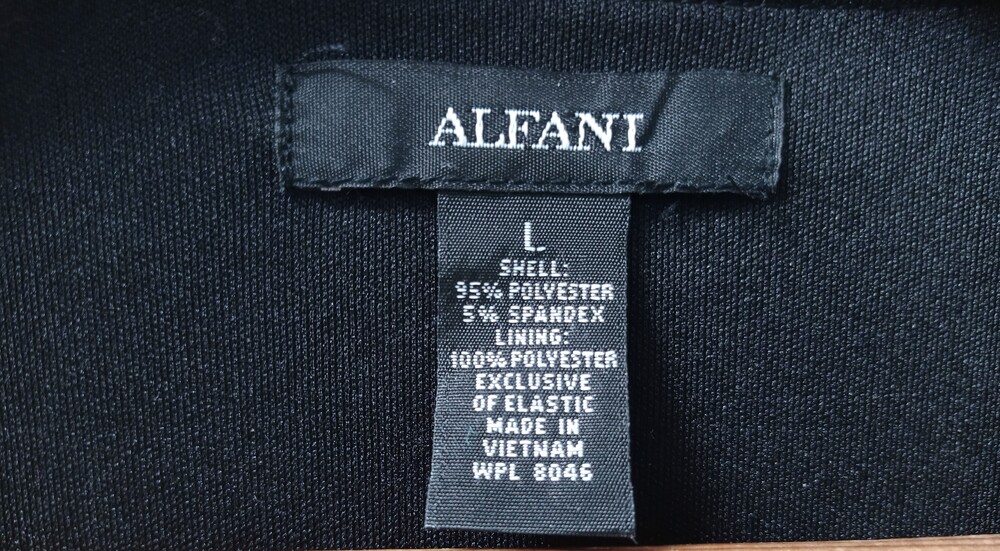 ALFANI
L
SHELL:
95% POLYESTER
5% SPANDEX
LINING:
100% POLYESTER
EXCLUSIVE
OF ELASTIC
MADE IN
VIETNAM
WPL 8046